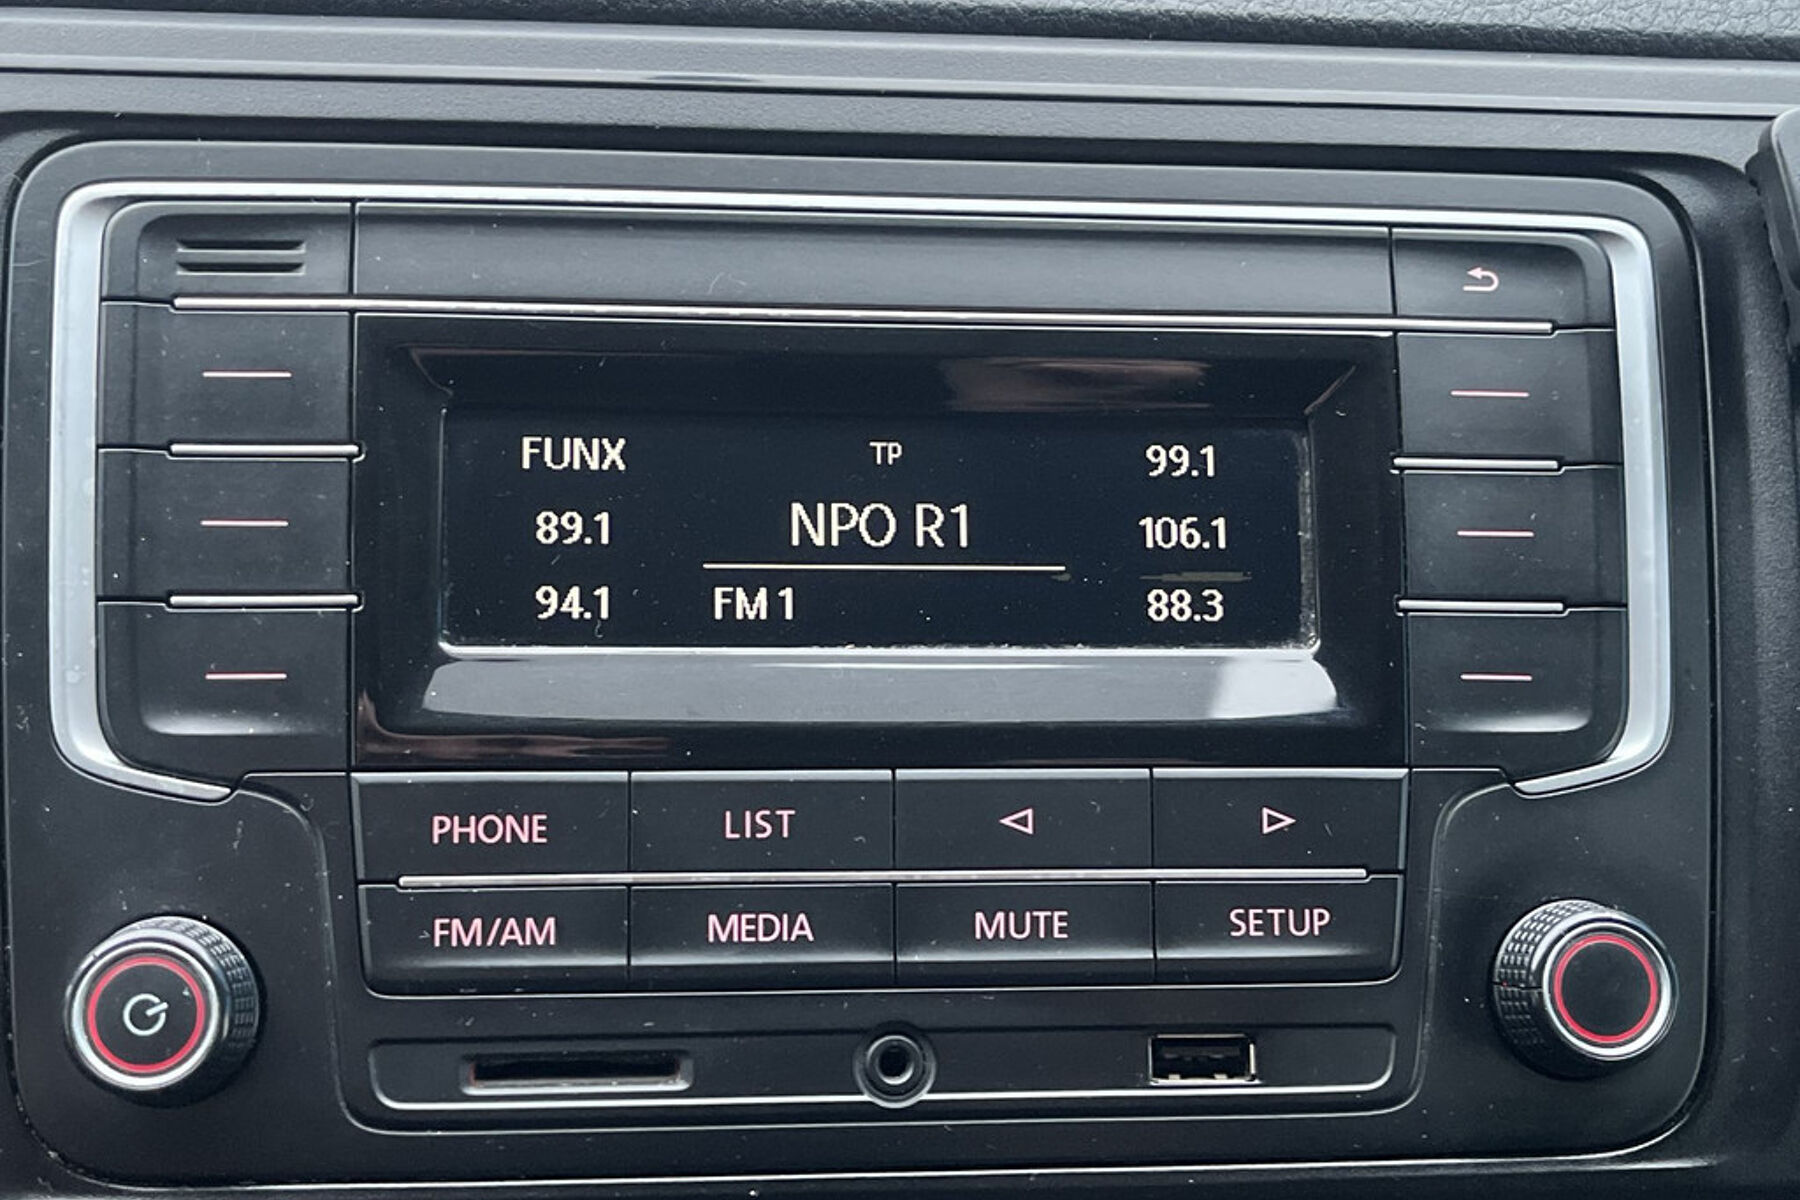 FUNX TP 99.1
89.1 NPO R1 106.1
94.1 FM 1 88.3
PHONE LIST
FM/AM MEDIA MUTE SETUP